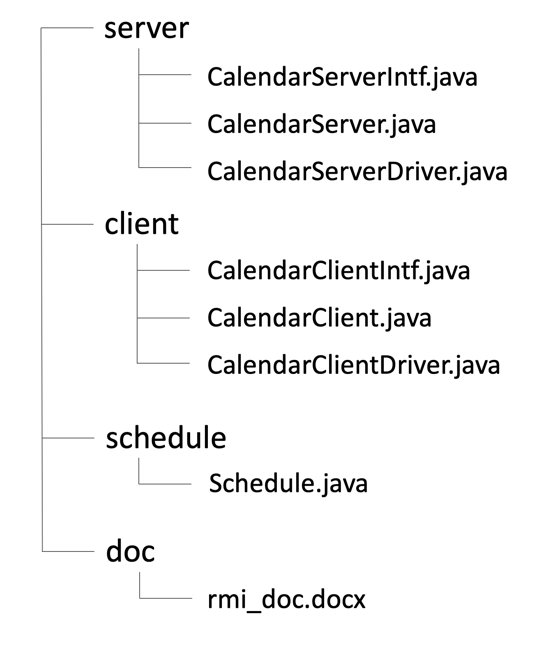 server
CalendarServerIntf.java
CalendarServer.java
CalendarServerDriver.java
client
CalendarClientIntf.java
CalendarClient.java
CalendarClientDriver.java
schedule
Schedule.java
doc
rmi_doc.docx